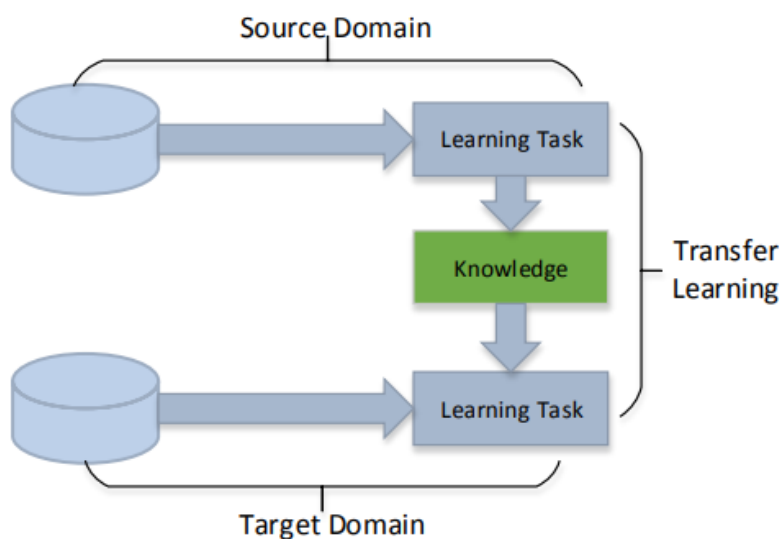 Source Domain
Learning Task
Knowledge
Transfer
Learning
Learning Task
Target Domain